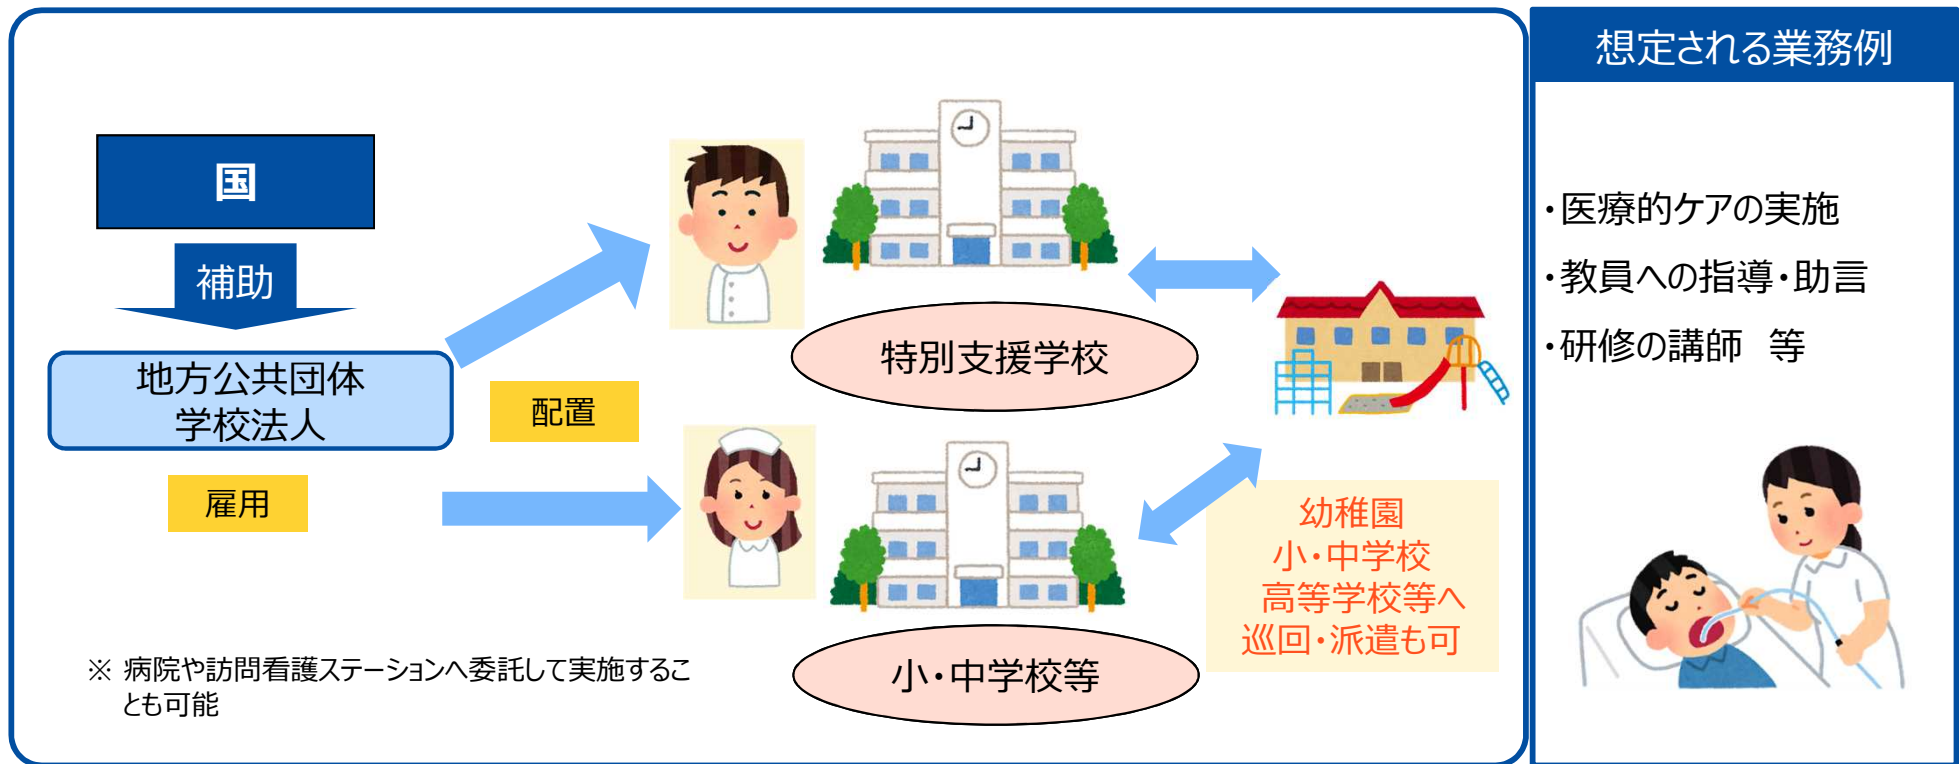 国
補助
地方公共団体
学校法人
雇用
配置
特別支援学校
小・中学校等
幼稚園
小・中学校
高等学校等へ
巡回・派遣も可
※ 病院や訪問看護ステーションへ委託して実施するこ
とも可能
想定される業務例
・医療的ケアの実施
・教員への指導・助言
・研修の講師　等